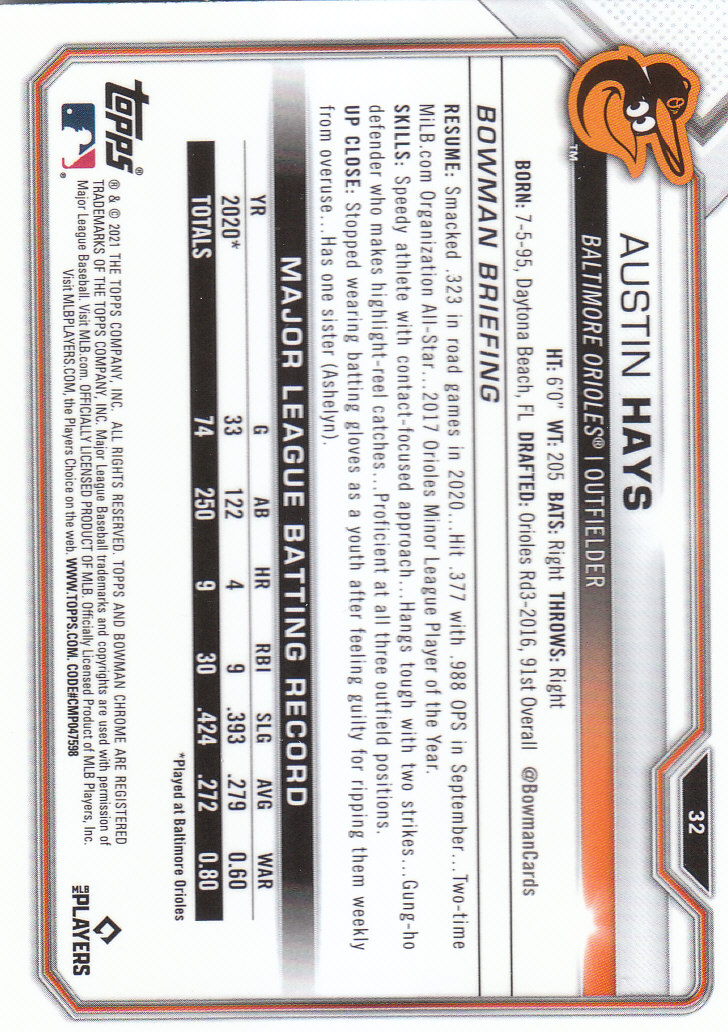 32
AUSTIN HAYS
BALTIMORE ORIOLES® | OUTFIELDER
™
HT: 6'0" WT: 205 BATS: Right THROWS: Right
BORN: 7-5-95, Daytona Beach, FL DRAFTED: Orioles Rd3-2016, 91st Overall @BowmanCards
BOWMAN BRIEFING
RESUME: Smacked .323 in road games in 2020...Hit .377 with .988 OPS in September... Two-time
MiLB.com Organization All-Star...2017 Orioles Minor League Player of the Year.
SKILLS: Speedy athlete with contact-focused approach...Hangs tough with two strikes...Gung-ho
defender who makes highlight-reel catches...Proficient at all three outfield positions.
UP CLOSE: Stopped wearing batting gloves as a youth after feeling guilty for ripping them weekly
from overuse...Has one sister (Ashelyn).
MAJOR LEAGUE BATTING RECORD
YR G AB HR RBI SLG AVG WAR
2020* 33 122 4 9 .393 .279 0.60
TOTALS 74 250 9 30 .424 .272 0.80
*Played at Baltimore Orioles
topps®
®
® & © 2021 THE TOPPS COMPANY, INC. ALL RIGHTS RESERVED. TOPPS AND BOWMAN CHROME ARE REGISTERED
TRADEMARKS OF THE TOPPS COMPANY, INC. Major League Baseball trademarks and copyrights are used with permission of
Major League Baseball. Visit MLB.com. OFFICIALLY LICENSED PRODUCT OF MLB. Officially Licensed Product of MLB Players, Inc.
Visit MLBPLAYERS.COM, the Players Choice on the web. WWW.TOPPS.COM. CODE#CMP047598
MLB
PLAYERS